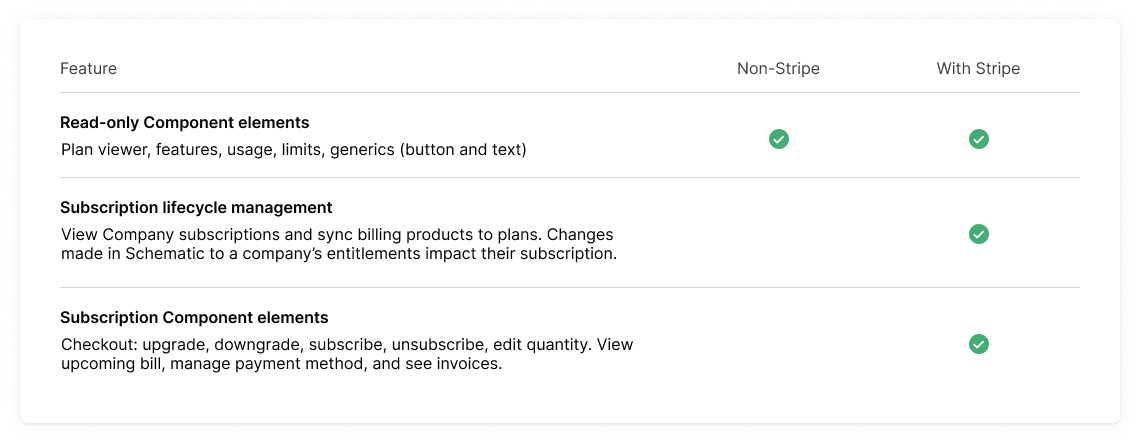 Feature Non-Stripe With Stripe
Read-only Component elements
Plan viewer, features, usage, limits, generics (button and text)
Subscription lifecycle management
View Company subscriptions and sync billing products to plans. Changes
made in Schematic to a company’s entitlements impact their subscription.
Subscription Component elements
Checkout: upgrade, downgrade, subscribe, unsubscribe, edit quantity. View
upcoming bill, manage payment method, and see invoices.